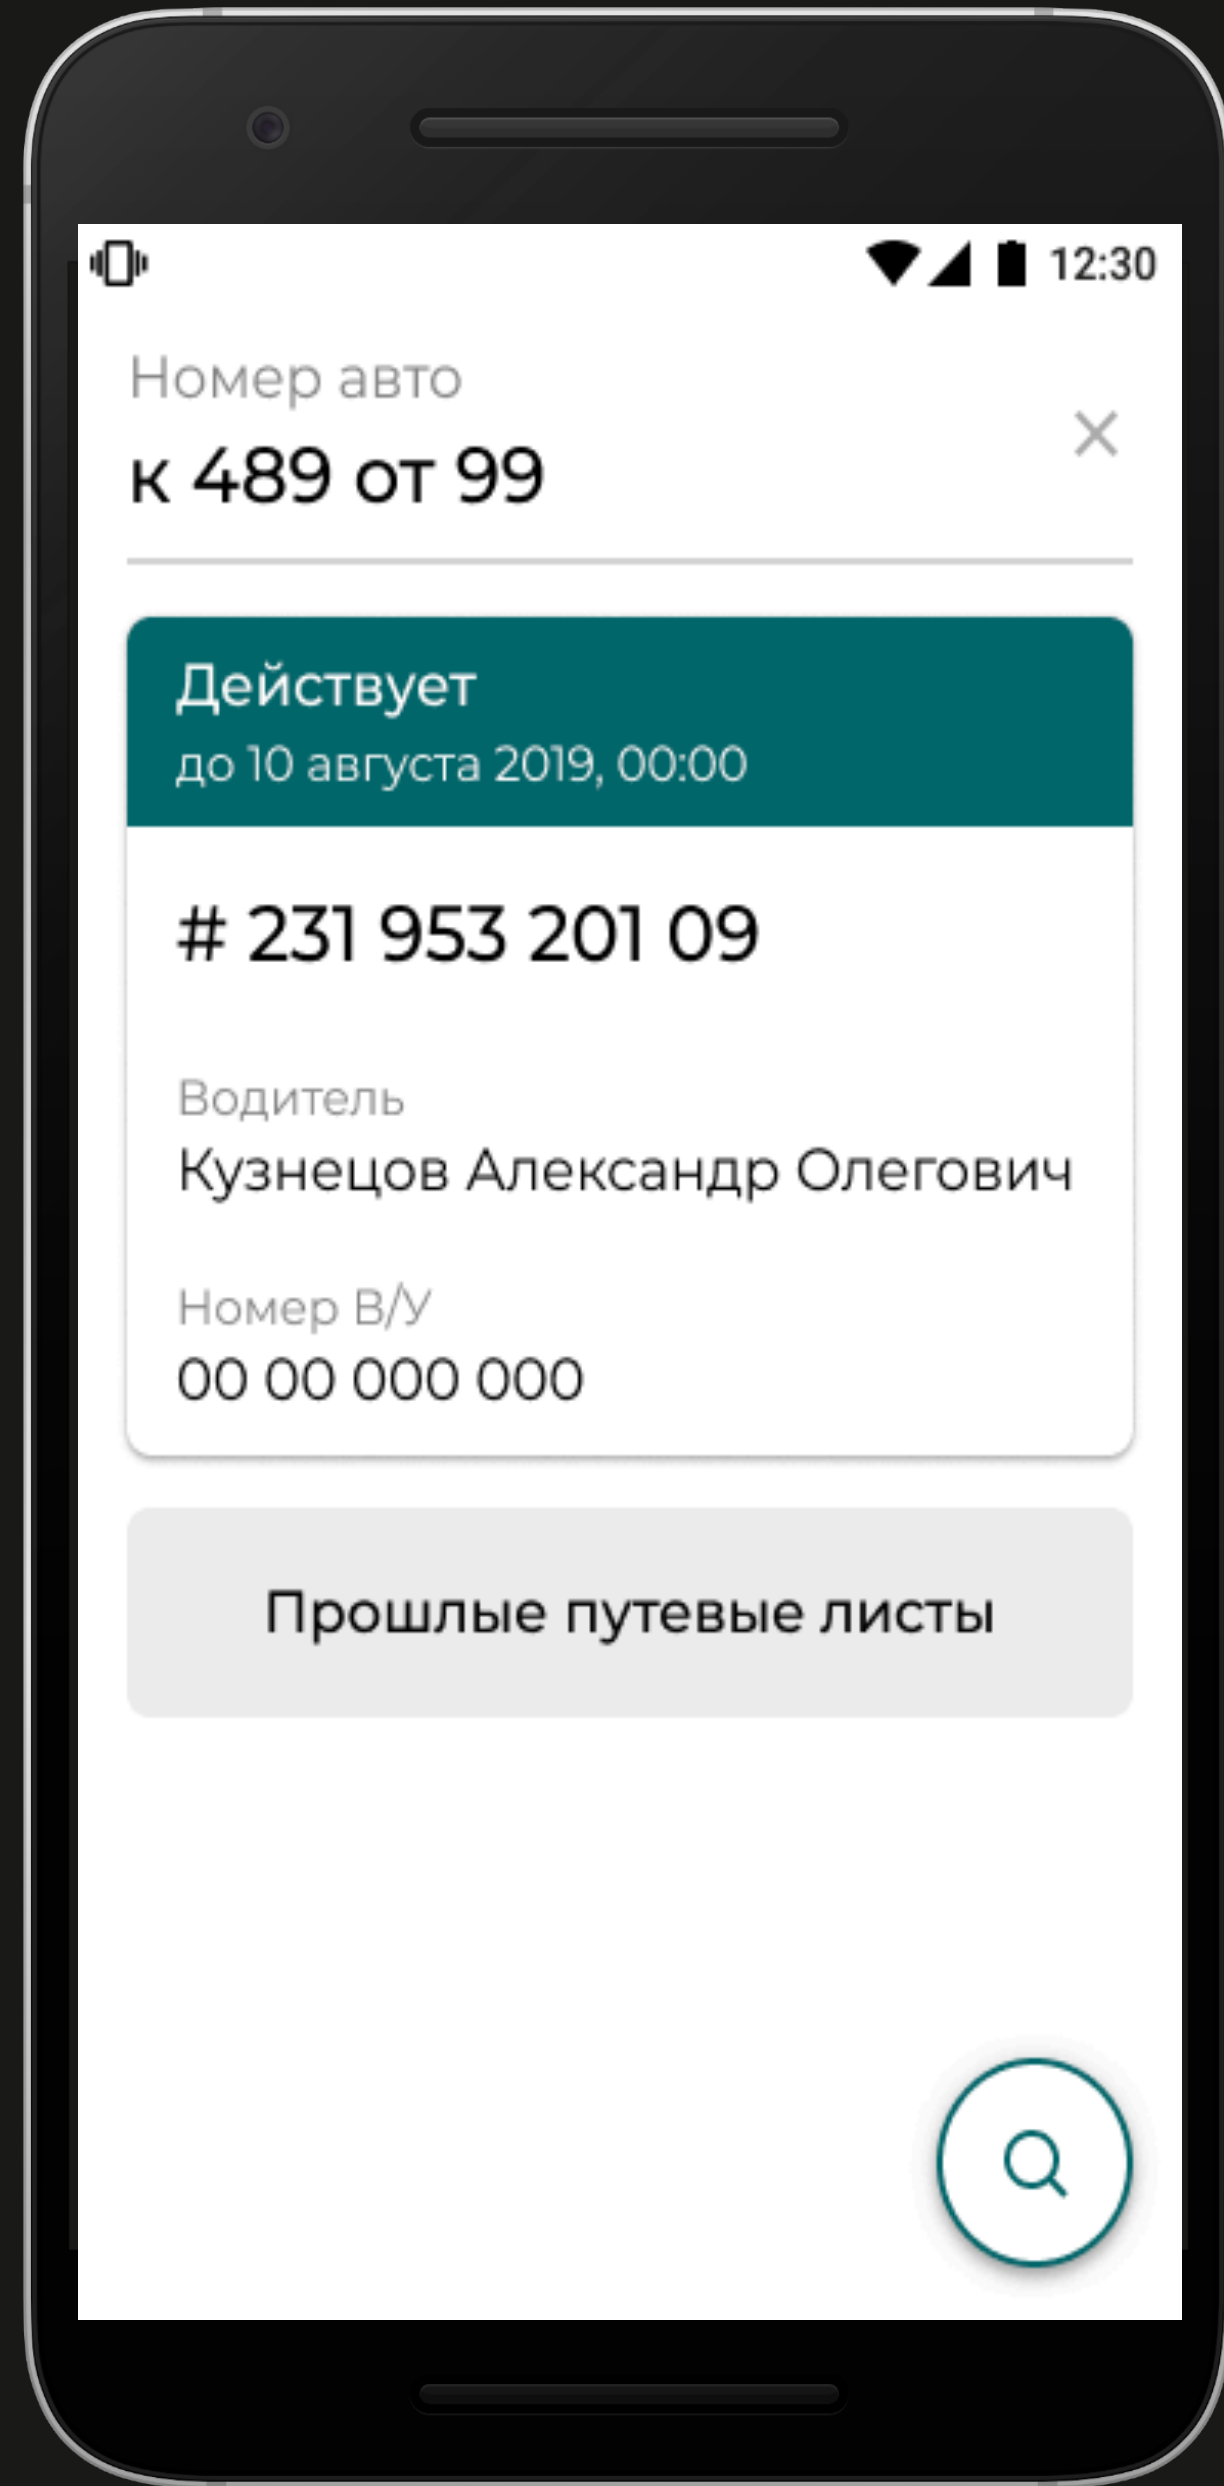 12:30
Номер авто
к 489 от 99
Действует
до 10 августа 2019, 00:00
# 231 953 201 09
Водитель
Кузнецов Александр Олегович
Номер В/У
00 00 000 000
Прошлые путевые листы